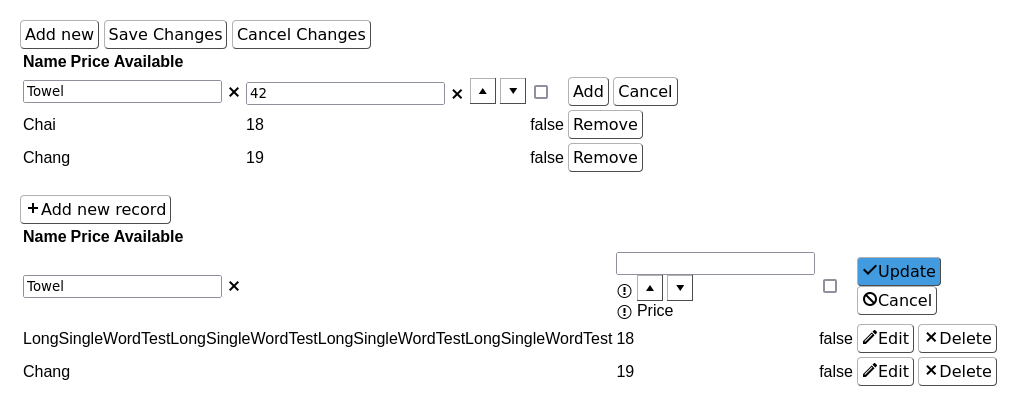 Add new Save Changes Cancel Changes
Name Price Available
Towel 42 Add Cancel
Chai 18 false Remove
Chang 19 false Remove
Add new record
Name Price Available
Towel Update
Cancel
Price
LongSingleWordTestLongSingleWordTestLongSingleWordTestLongSingleWordTest 18 false Edit Delete
Chang 19 false Edit Delete